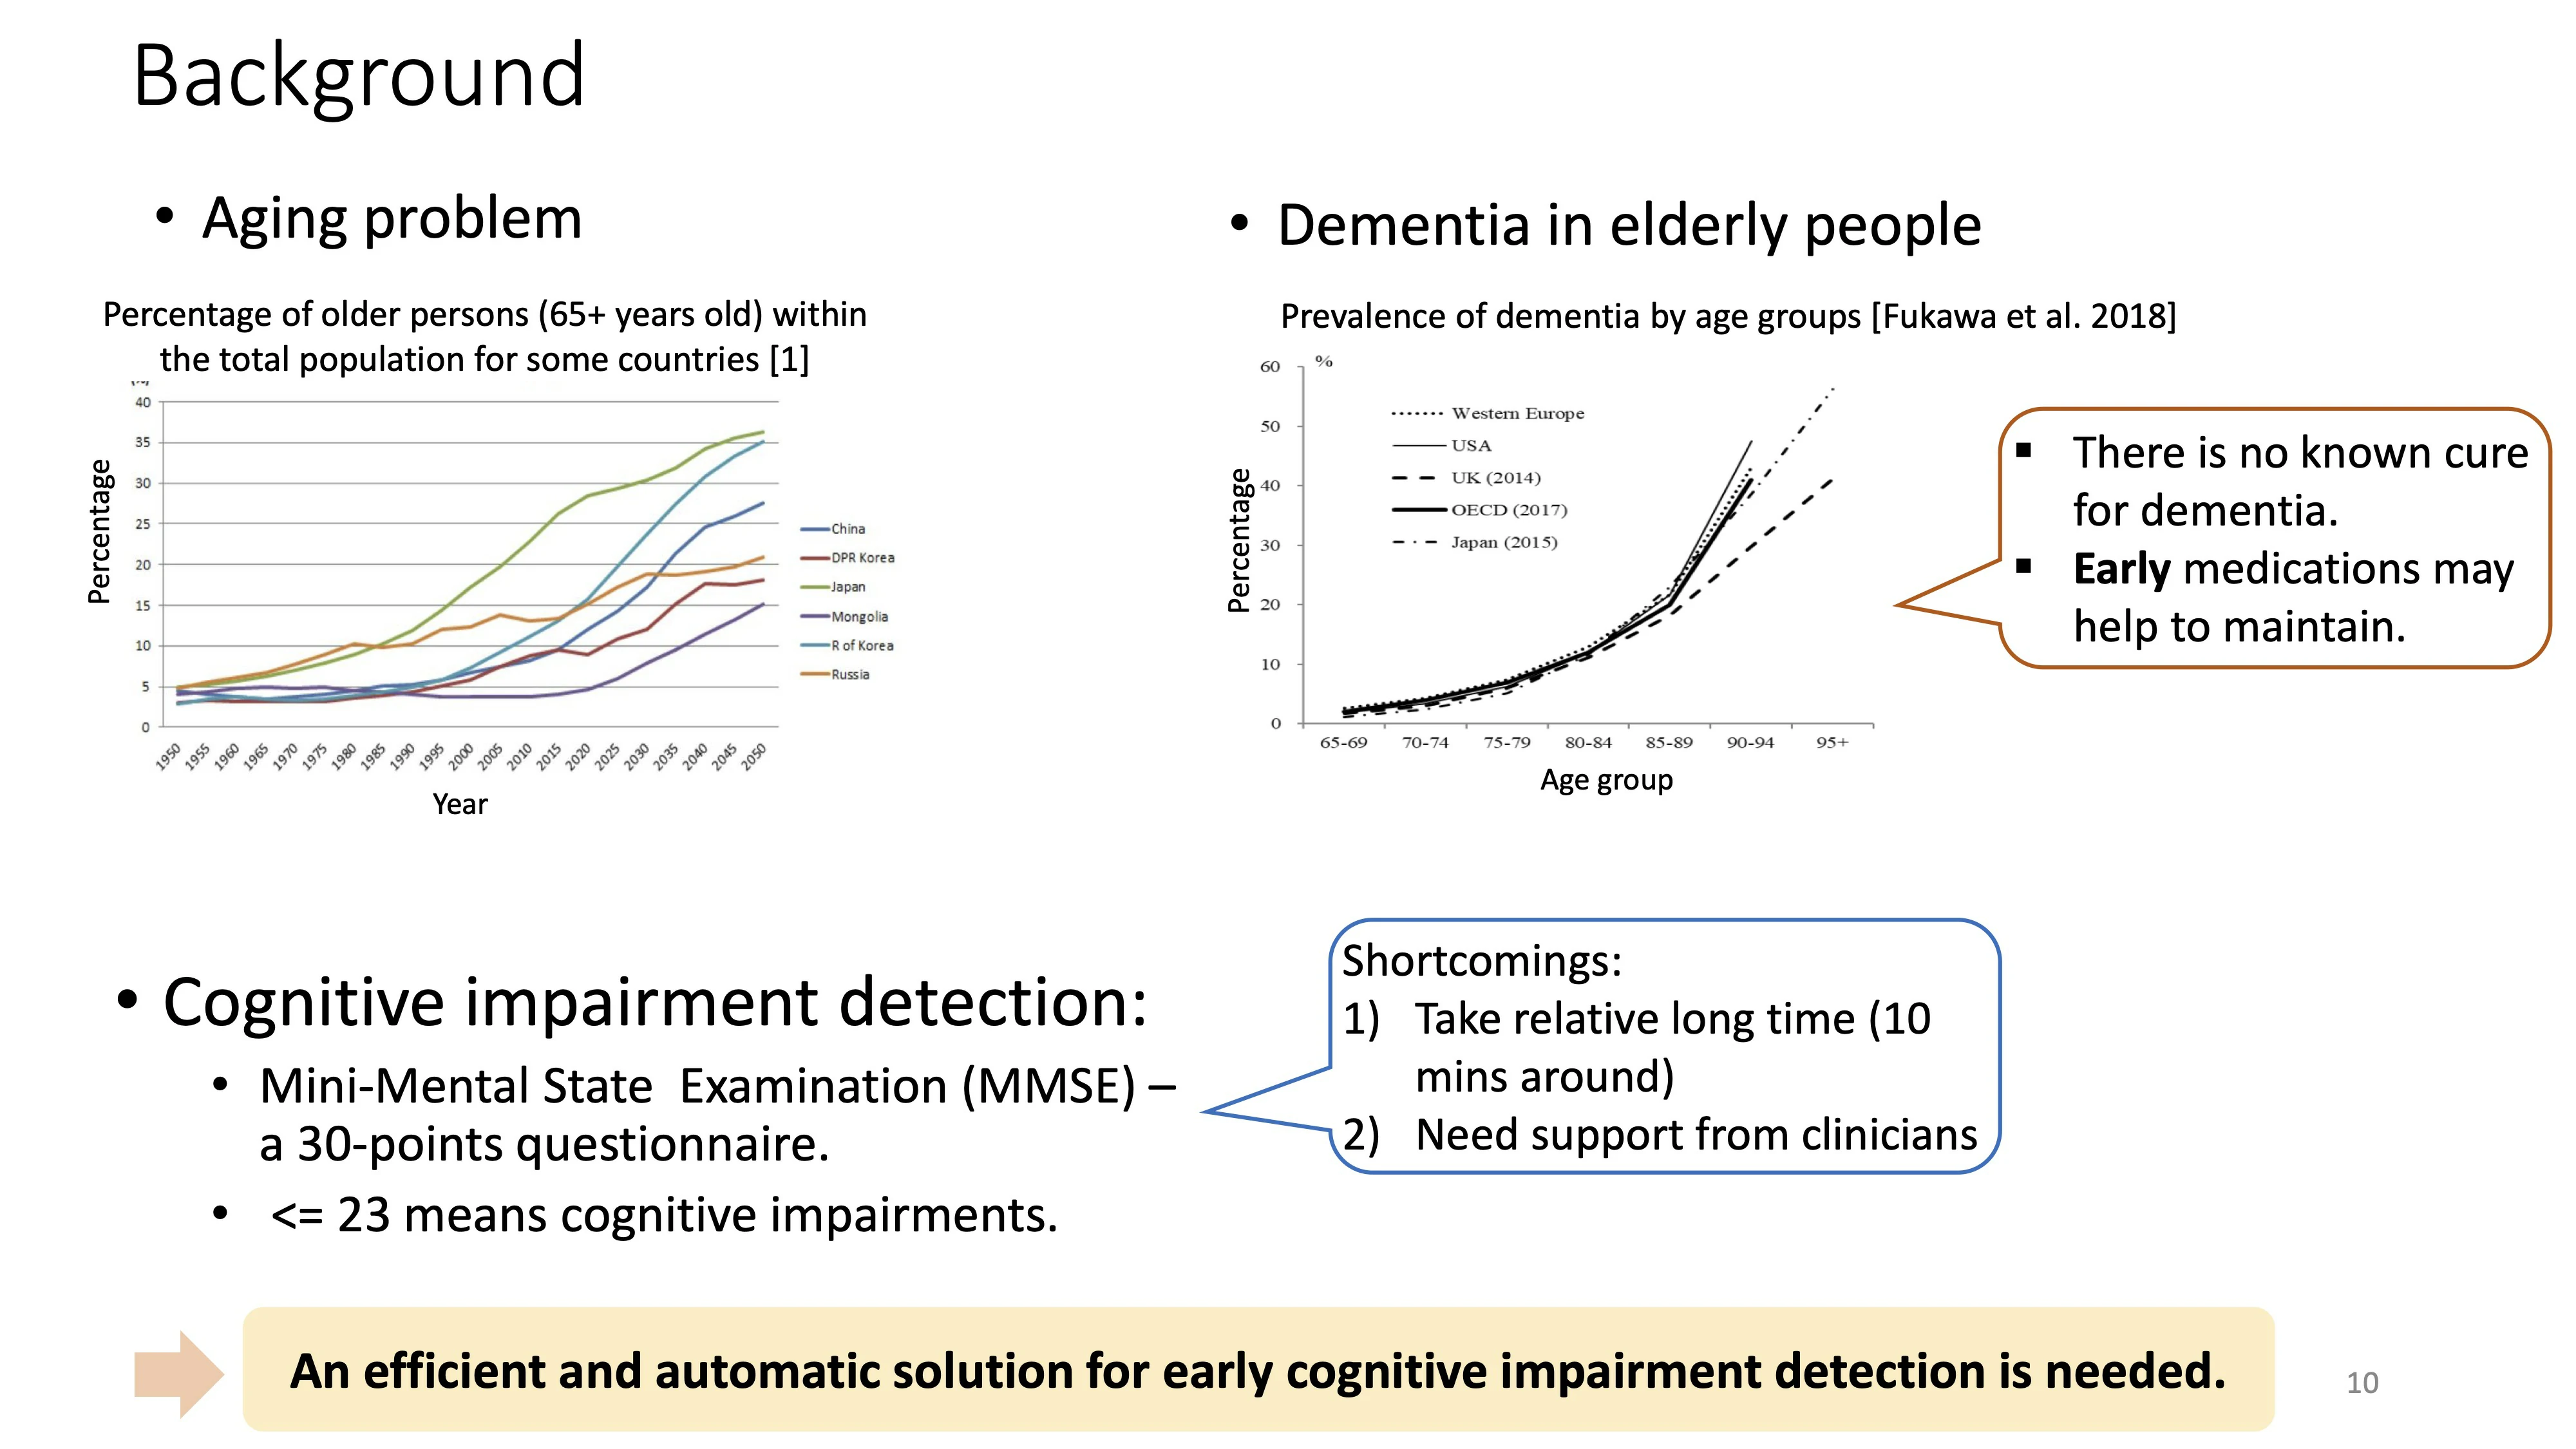 Background
• Aging problem
Percentage of older persons (65+ years old) within
the total population for some countries [1]
Percentage
40
35
30
25
20
15
10
5
0
1950 1955 1960 1965 1970 1975 1980 1985 1990 1995 2000 2005 2010 2015 2020 2025 2030 2035 2040 2045 2050
Year
China
DPR Korea
Japan
Mongolia
R of Korea
Russia
• Dementia in elderly people
Prevalence of dementia by age groups [Fukawa et al. 2018]
Percentage
%
60
50
40
30
20
10
0
Western Europe
USA
UK (2014)
OECD (2017)
Japan (2015)
65-69 70-74 75-79 80-84 85-89 90-94 95+
Age group
▪ There is no known cure
for dementia.
▪ Early medications may
help to maintain.
• Cognitive impairment detection:
• Mini-Mental State  Examination (MMSE) –
a 30-points questionnaire.
• <= 23 means cognitive impairments.
Shortcomings:
1) Take relative long time (10
mins around)
2) Need support from clinicians
An efficient and automatic solution for early cognitive impairment detection is needed.
10